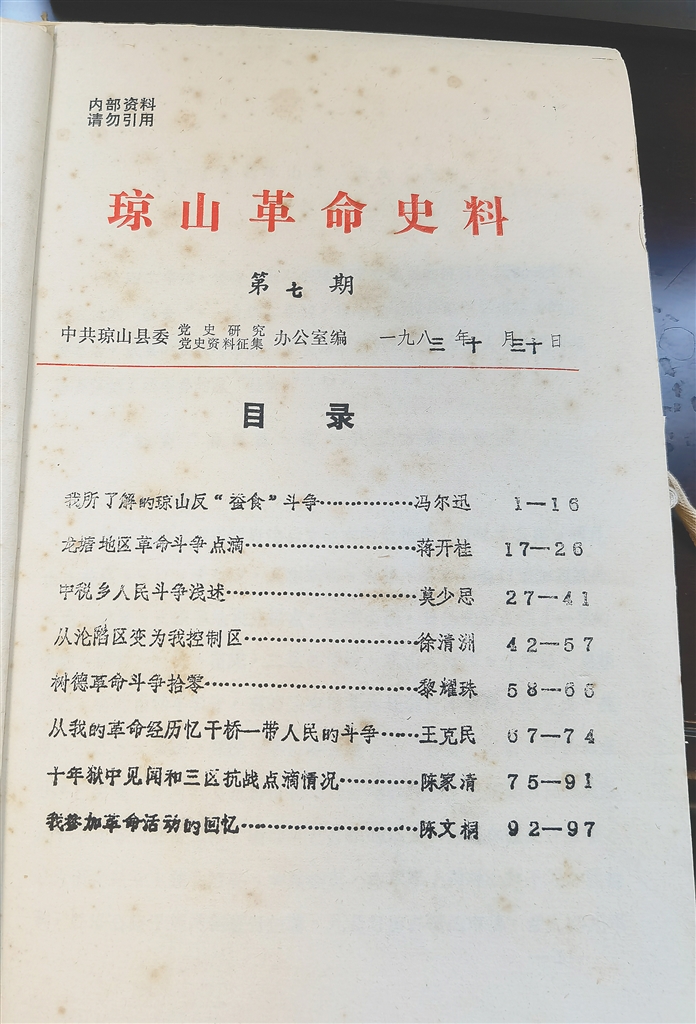 内部资料
请勿引用
琼山革命史料
第七期
中共琼山县委 党史研究 党史资料征集 办公室编 一九八三年十月三十日
目录
我所了解的琼山反“蚕食”斗争……………冯尔迅 1—16
龙塘地区革命斗争点滴………………………蒋开桂 17—26
中税乡人民斗争浅述…………………………莫少忌 27—41
从沦陷区变为我控制区………………………徐清洲 42—57
树德革命斗争拾零……………………………黎耀珠 58—66
从我的革命经历忆干桥一带人民的斗争……王克民 67—74
十年狱中见闻和三区抗战点滴情况…………陈家清 75—91
我参加革命活动的回忆………………………陈文桐 92—97